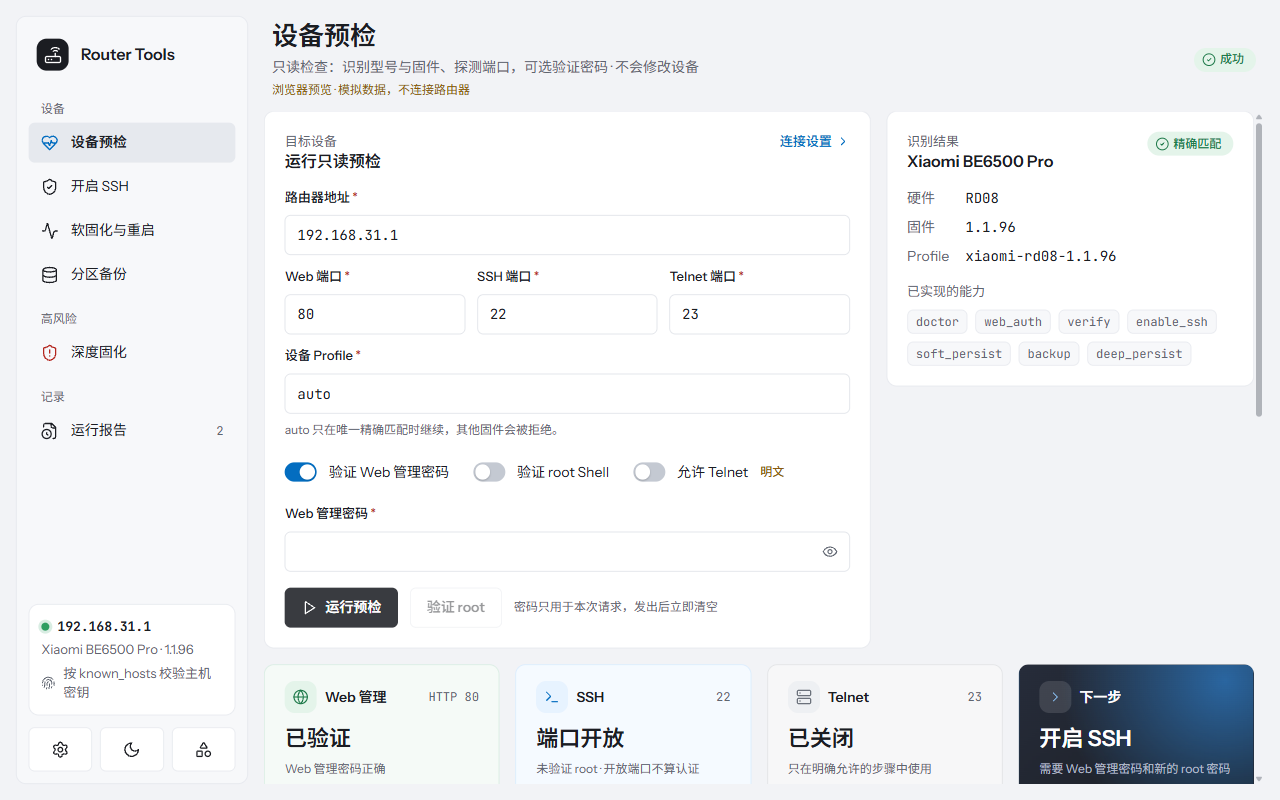 Router Tools
设备
设备预检
开启 SSH
软固化与重启
分区备份
高风险
深度固化
记录
运行报告 2
192.168.31.1
Xiaomi BE6500 Pro · 1.1.96
按 known_hosts 校验主机
密钥
设备预检
只读检查：识别型号与固件、探测端口，可选验证密码 · 不会修改设备
浏览器预览 · 模拟数据，不连接路由器
成功
目标设备
运行只读预检
连接设置
路由器地址 *
192.168.31.1
Web 端口 * SSH 端口 * Telnet 端口 *
80 22 23
设备 Profile *
auto
auto 只在唯一精确匹配时继续，其他固件会被拒绝。
验证 Web 管理密码 验证 root Shell 允许 Telnet 明文
Web 管理密码 *
运行预检 验证 root 密码只用于本次请求，发出后立即清空
识别结果
Xiaomi BE6500 Pro
精确匹配
硬件 RD08
固件 1.1.96
Profile xiaomi-rd08-1.1.96
已实现的能力
doctor web_auth verify enable_ssh
soft_persist backup deep_persist
Web 管理 HTTP 80
已验证
Web 管理密码正确
SSH 22
端口开放
未验证 root · 开放端口不算认证
Telnet 23
已关闭
只在明确允许的步骤中使用
下一步
开启 SSH
需要 Web 管理密码和新的 root 密码